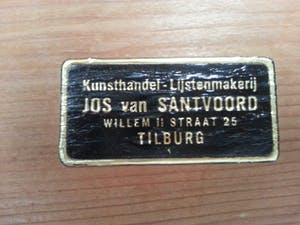 Kunsthandel - Lijstenmakerij
JOS van SANTVOORD
WILLEM II STRAAT 25
TILBURG